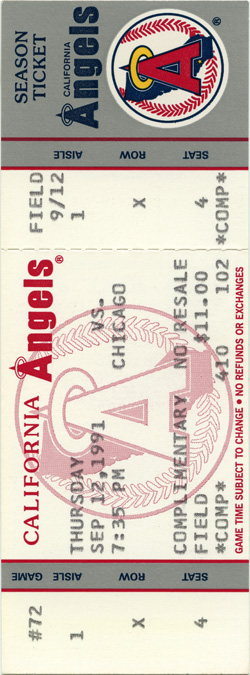 SEASON
TICKET
CALIFORNIA
Angels
A
®
AISLE ROW SEAT
FIELD
9/12
1 X 4
*COMP*
CALIFORNIA Angels®
A
THURSDAY
SEP 12,1991 VS.
7:35 PM CHICAGO
COMPLIMENTARY NO RESALE
FIELD $11.00
*COMP* 410 102
GAME TIME SUBJECT TO CHANGE • NO REFUNDS OR EXCHANGES
GAME AISLE ROW SEAT
#72 1 X 4